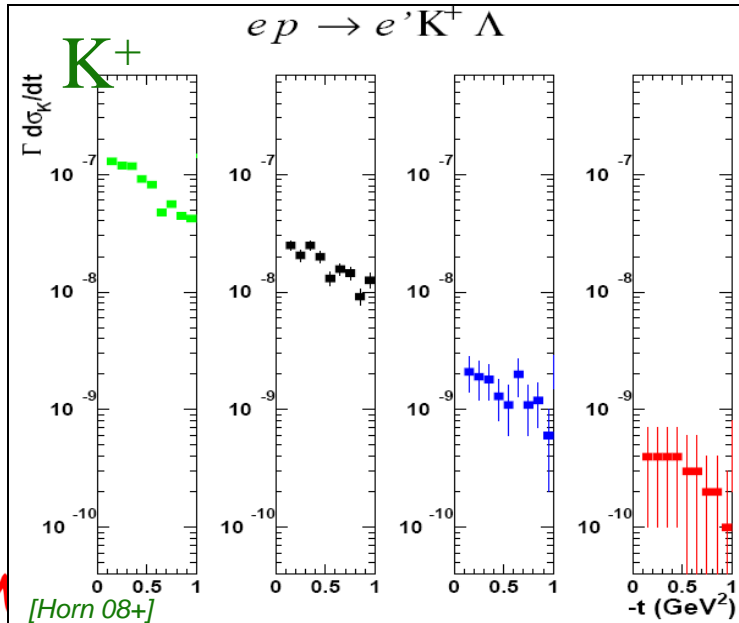 e p → e’K⁺ Λ
K⁺
Γ dσ_K/dt
10⁻⁷ 10⁻⁷ 10⁻⁷ 10⁻⁷
10⁻⁸ 10⁻⁸ 10⁻⁸ 10⁻⁸
10⁻⁹ 10⁻⁹ 10⁻⁹ 10⁻⁹
10⁻¹⁰ 10⁻¹⁰ 10⁻¹⁰ 10⁻¹⁰
0 0.5 1 0 0.5 1 0 0.5 1 0 0.5 1
[Horn 08+]
-t (GeV²)